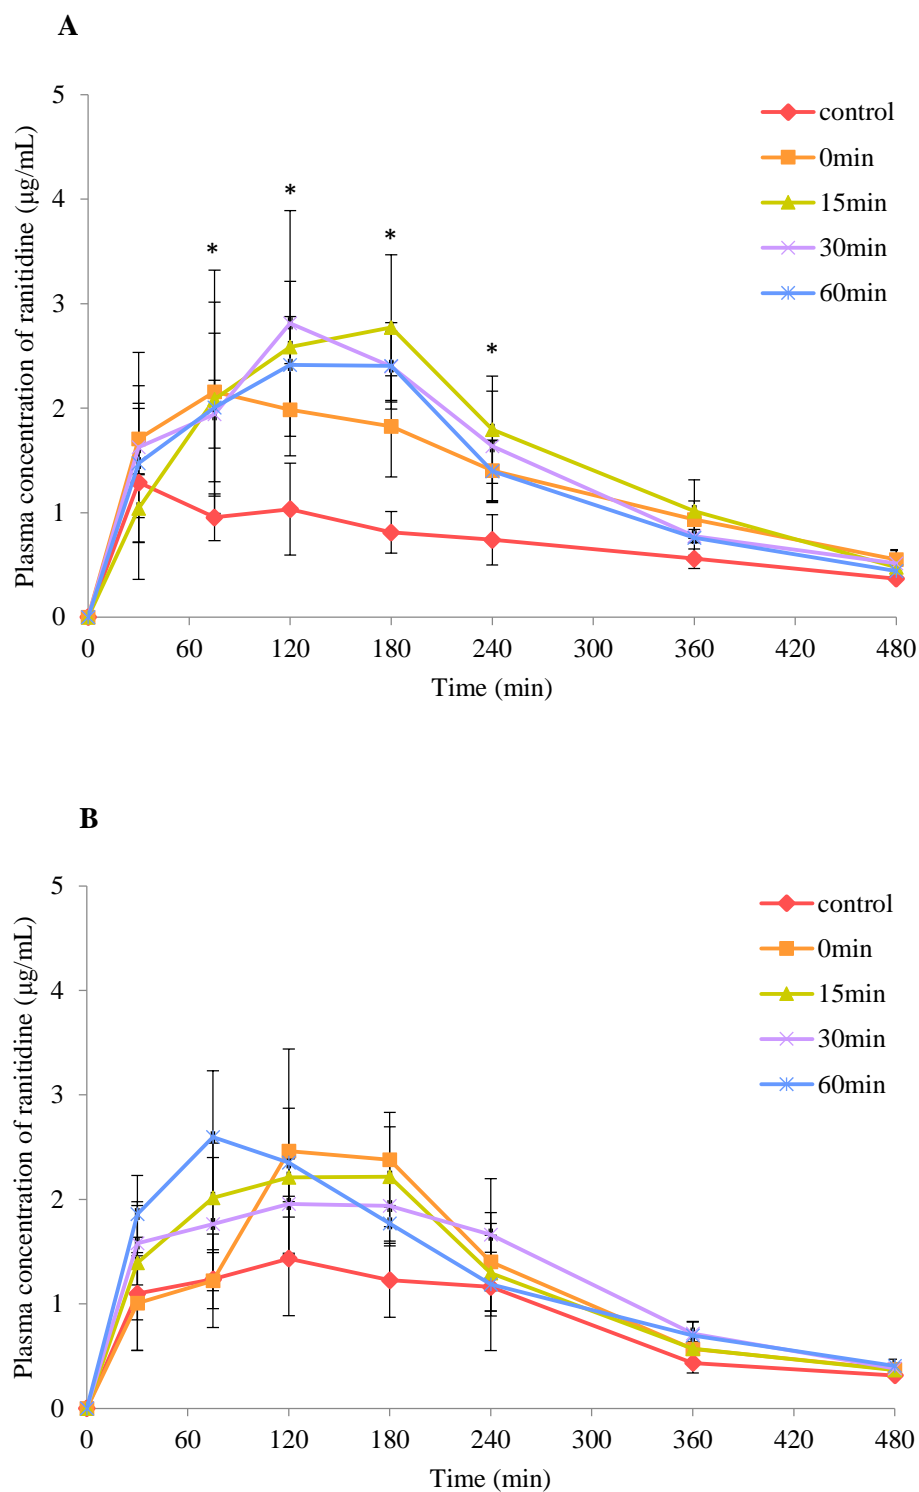 A
Plasma concentration of ranitidine (µg/mL)
5
4
3
2
1
0
* * * *
control
0min
15min
30min
60min
0 60 120 180 240 300 360 420 480
Time (min)
B
Plasma concentration of ranitidine (µg/mL)
5
4
3
2
1
0
control
0min
15min
30min
60min
0 60 120 180 240 300 360 420 480
Time (min)